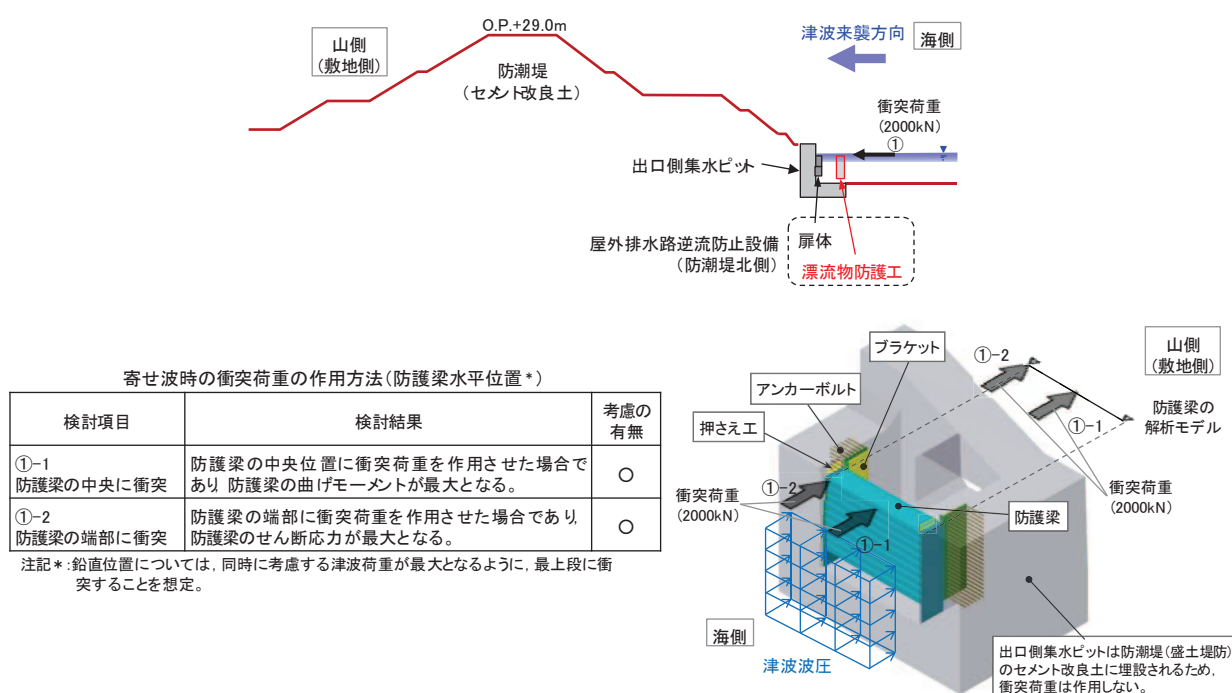 O.P.+29.0m
山側
(敷地側)
防潮堤
(セメント改良土)
津波来襲方向
海側
衝突荷重
(2000kN)
①
出口側集水ピット
屋外排水路逆流防止設備
(防潮堤北側)
扉体
漂流物防護工
寄せ波時の衝突荷重の作用方法(防護梁水平位置*)
検討項目
検討結果
考慮の
有無
①-1
防護梁の中央に衝突
防護梁の中央位置に衝突荷重を作用させた場合で
あり,防護梁の曲げモーメントが最大となる。
○
①-2
防護梁の端部に衝突
防護梁の端部に衝突荷重を作用させた場合であり,
防護梁のせん断応力が最大となる。
○
注記*:鉛直位置については,同時に考慮する津波荷重が最大となるように,最上段に衝
突することを想定。
ブラケット
アンカーボルト
押さえ工
①-2
山側
(敷地側)
防護梁の
解析モデル
①-1
衝突荷重
(2000kN)
①-2
衝突荷重
(2000kN)
防護梁
①-1
海側
津波波圧
出口側集水ピットは防潮堤(盛土堤防)
のセメント改良土に埋設されるため,
衝突荷重は作用しない。